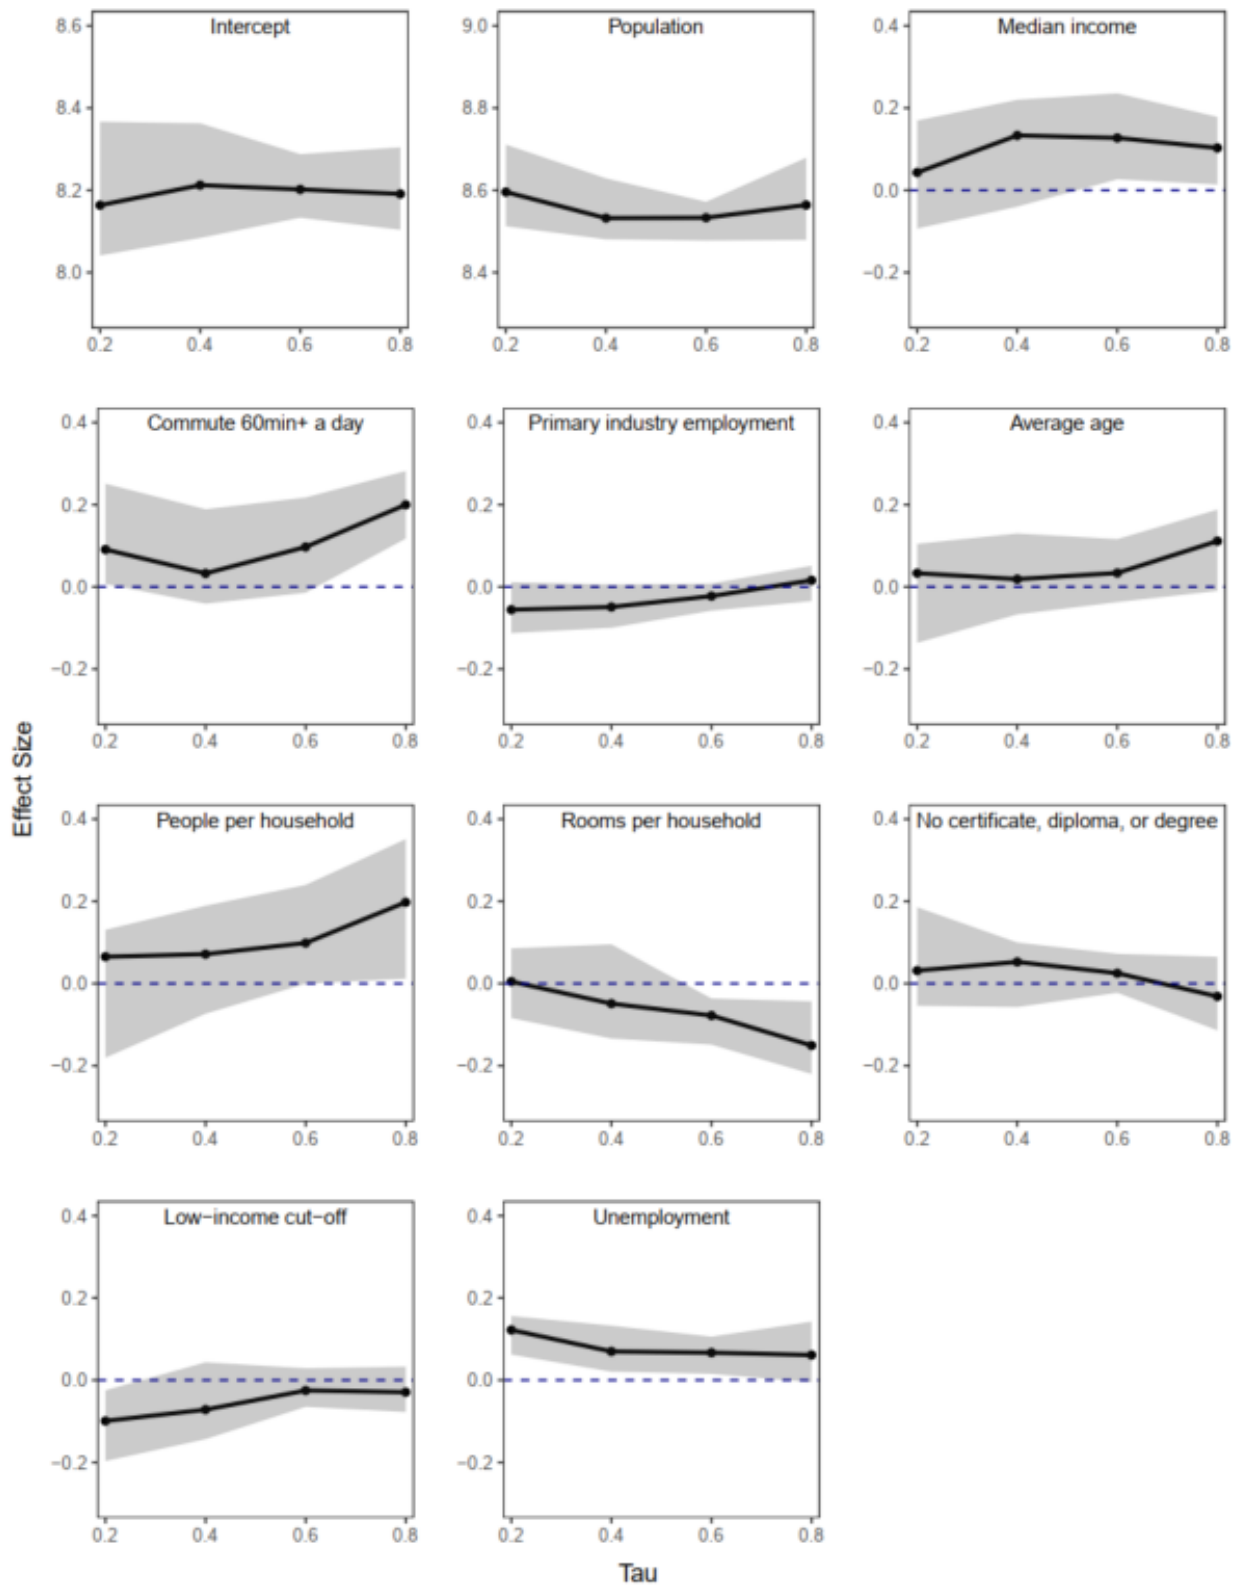 Intercept
8.6
8.4
8.2
8.0
0.2 0.4 0.6 0.8
Population
9.0
8.8
8.6
8.4
0.2 0.4 0.6 0.8
Median income
0.4
0.2
0.0
−0.2
0.2 0.4 0.6 0.8
Commute 60min+ a day
0.4
0.2
0.0
−0.2
0.2 0.4 0.6 0.8
Primary industry employment
0.4
0.2
0.0
−0.2
0.2 0.4 0.6 0.8
Average age
0.4
0.2
0.0
−0.2
0.2 0.4 0.6 0.8
Effect Size
People per household
0.4
0.2
0.0
−0.2
0.2 0.4 0.6 0.8
Rooms per household
0.4
0.2
0.0
−0.2
0.2 0.4 0.6 0.8
No certificate, diploma, or degree
0.4
0.2
0.0
−0.2
0.2 0.4 0.6 0.8
Low−income cut−off
0.4
0.2
0.0
−0.2
0.2 0.4 0.6 0.8
Unemployment
0.4
0.2
0.0
−0.2
0.2 0.4 0.6 0.8
Tau